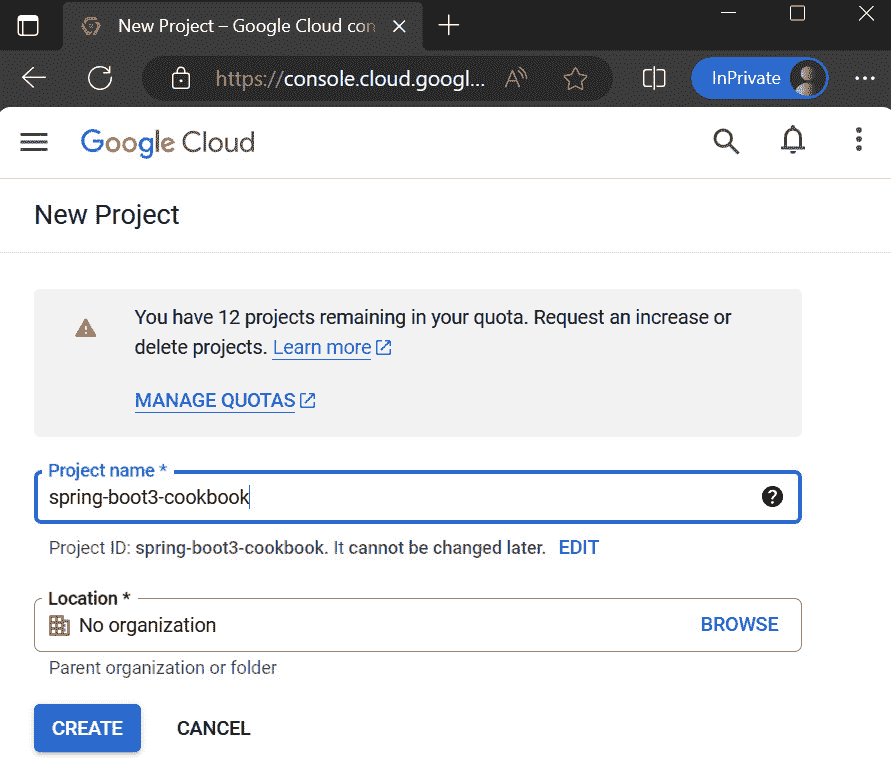 New Project – Google Cloud con
https://console.cloud.googl...
InPrivate
Google Cloud
New Project
You have 12 projects remaining in your quota. Request an increase or
delete projects. Learn more
MANAGE QUOTAS
Project name *
spring-boot3-cookbook
Project ID: spring-boot3-cookbook. It cannot be changed later. EDIT
Location *
No organization BROWSE
Parent organization or folder
CREATE CANCEL